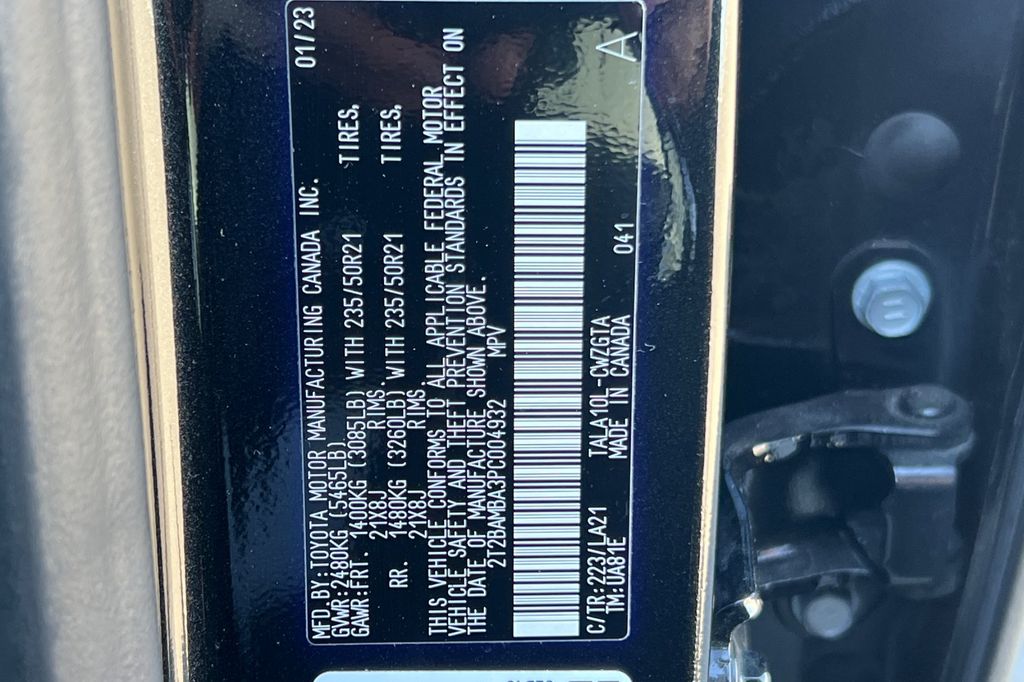 MFD BY:TOYOTA MOTOR MANUFACTURING CANADA INC. 01/23
GVWR:2480KG (5465LB)
GAWR:FRT. 1400KG (3085LB) WITH 235/50R21 TIRES,
21X8J RIMS.
RR. 1480KG (3260LB) WITH 235/50R21 TIRES,
21X8J RIMS.
THIS VEHICLE CONFORMS TO ALL APPLICABLE FEDERAL MOTOR
VEHICLE SAFETY AND THEFT PREVENTION STANDARDS IN EFFECT ON
THE DATE OF MANUFACTURE SHOWN ABOVE.
2T2BAMBA3PC004932 MPV
C/TR:223/LA21 TALA10L-CWZGTA A
TM:UA81E MADE IN CANADA 041